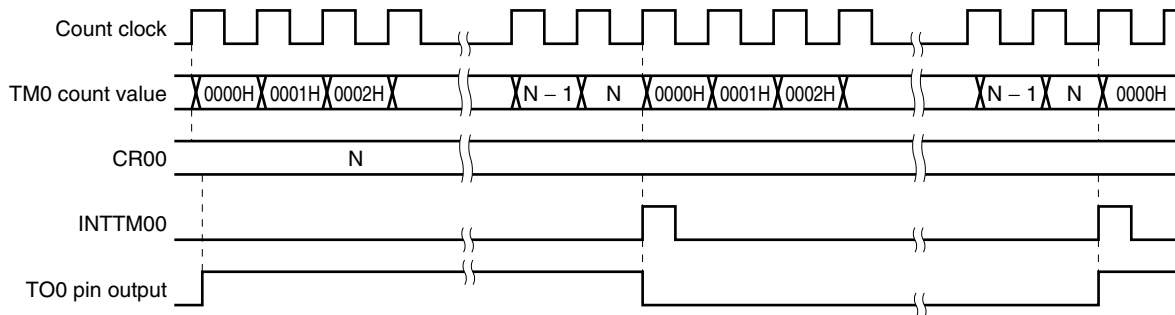 Count clock
TM0 count value 0000H 0001H 0002H N – 1 N 0000H 0001H 0002H N – 1 N 0000H
CR00 N
INTTM00
TO0 pin output